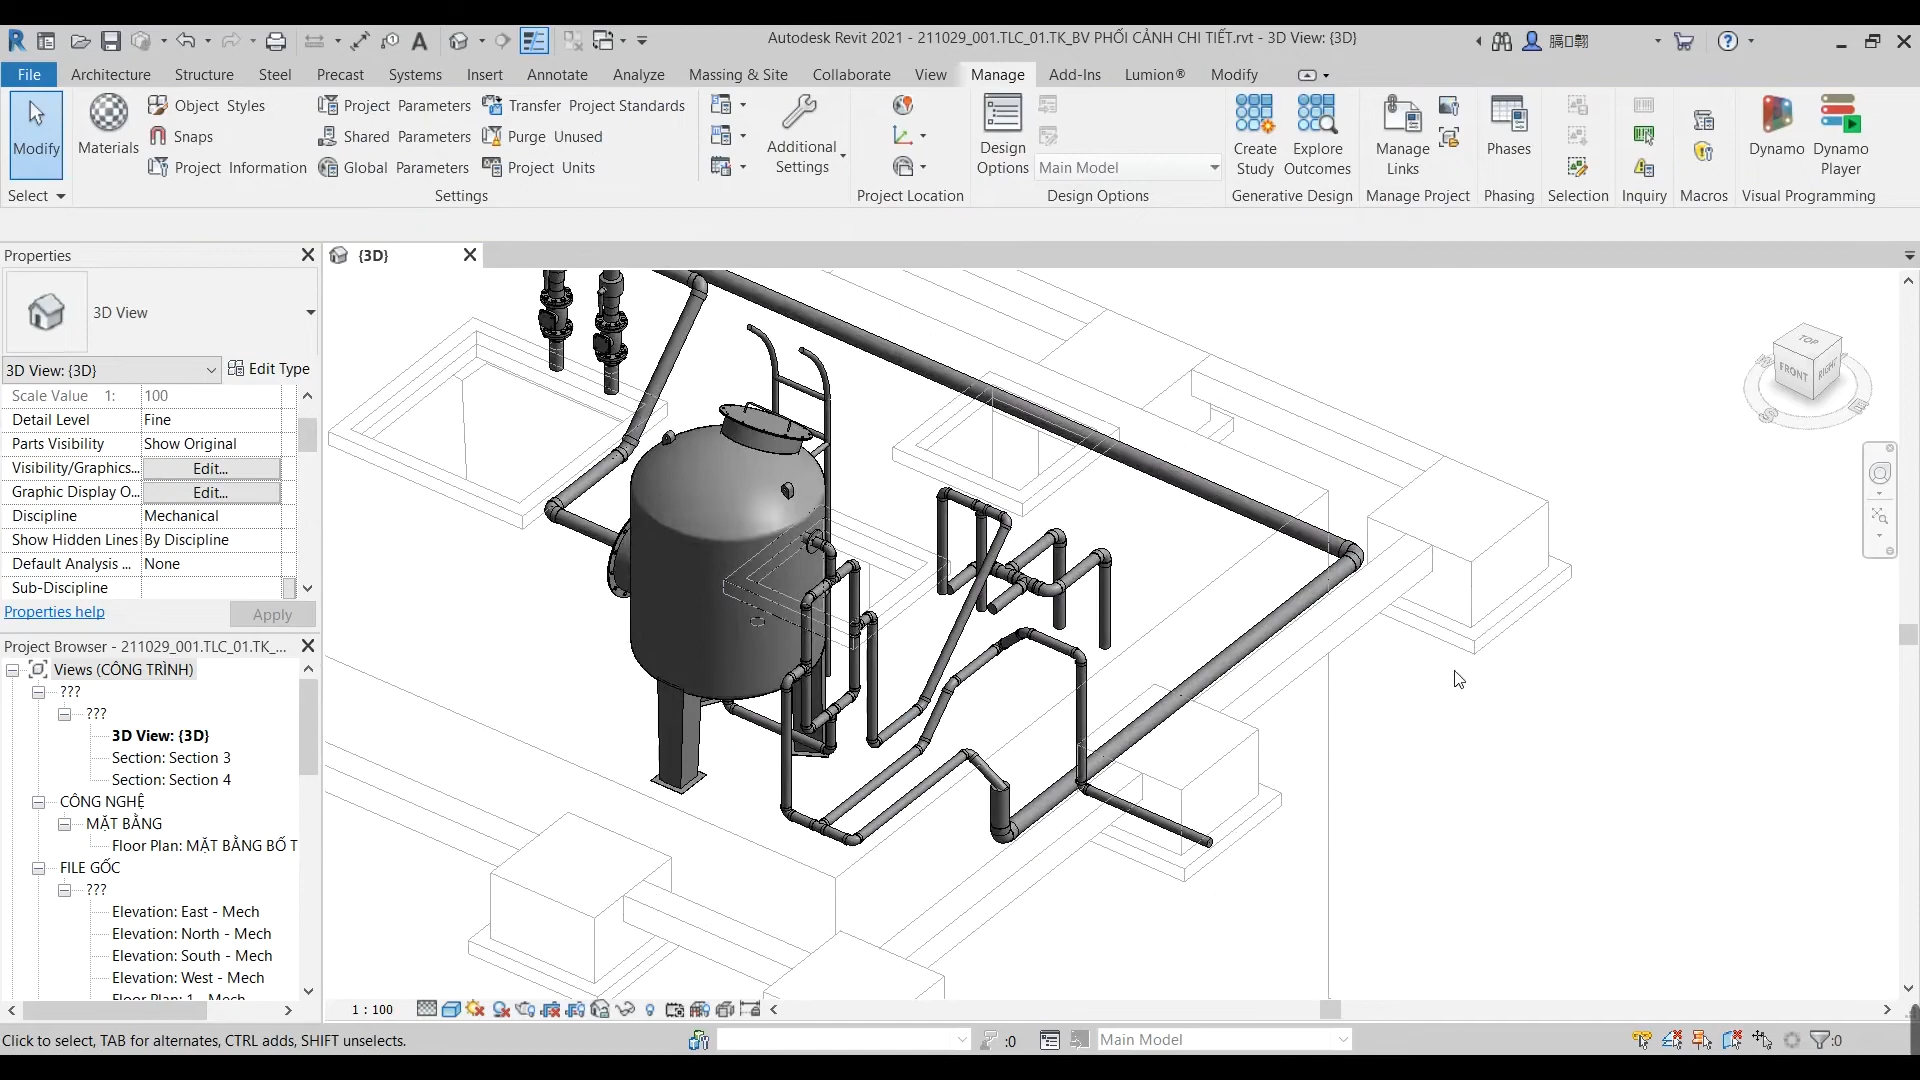 Autodesk Revit 2021 - 211029_001.TLC_01.TK_BV PHỐI CẢNH CHI TIẾT.rvt - 3D View: {3D}
File Architecture Structure Steel Precast Systems Insert Annotate Analyze Massing & Site Collaborate View Manage Add-Ins Lumion® Modify
Modify
Select
Materials
Object Styles
Snaps
Project Information
Project Parameters
Shared Parameters
Global Parameters
Transfer Project Standards
Purge Unused
Project Units
Settings
Additional Settings
Project Location
Design Options
Main Model
Design Options
Create Study
Explore Outcomes
Generative Design
Manage Links
Manage Project
Phases
Phasing
Selection
Inquiry
Macros
Dynamo
Dynamo Player
Visual Programming
Properties
3D View
3D View: {3D}
Edit Type
Scale Value 1: 100
Detail Level Fine
Parts Visibility Show Original
Visibility/Graphics... Edit...
Graphic Display O... Edit...
Discipline Mechanical
Show Hidden Lines By Discipline
Default Analysis ... None
Sub-Discipline
Properties help
Apply
Project Browser - 211029_001.TLC_01.TK_...
Views (CÔNG TRÌNH)
???
???
3D View: {3D}
Section: Section 3
Section: Section 4
CÔNG NGHỆ
MẶT BẰNG
Floor Plan: MẶT BẰNG BỐ T
FILE GỐC
???
Elevation: East - Mech
Elevation: North - Mech
Elevation: South - Mech
Elevation: West - Mech
Floor Plan: 1 - Mech
{3D}
TOP
FRONT
RIGHT
1 : 100
Click to select, TAB for alternates, CTRL adds, SHIFT unselects.
:0
Main Model
:0